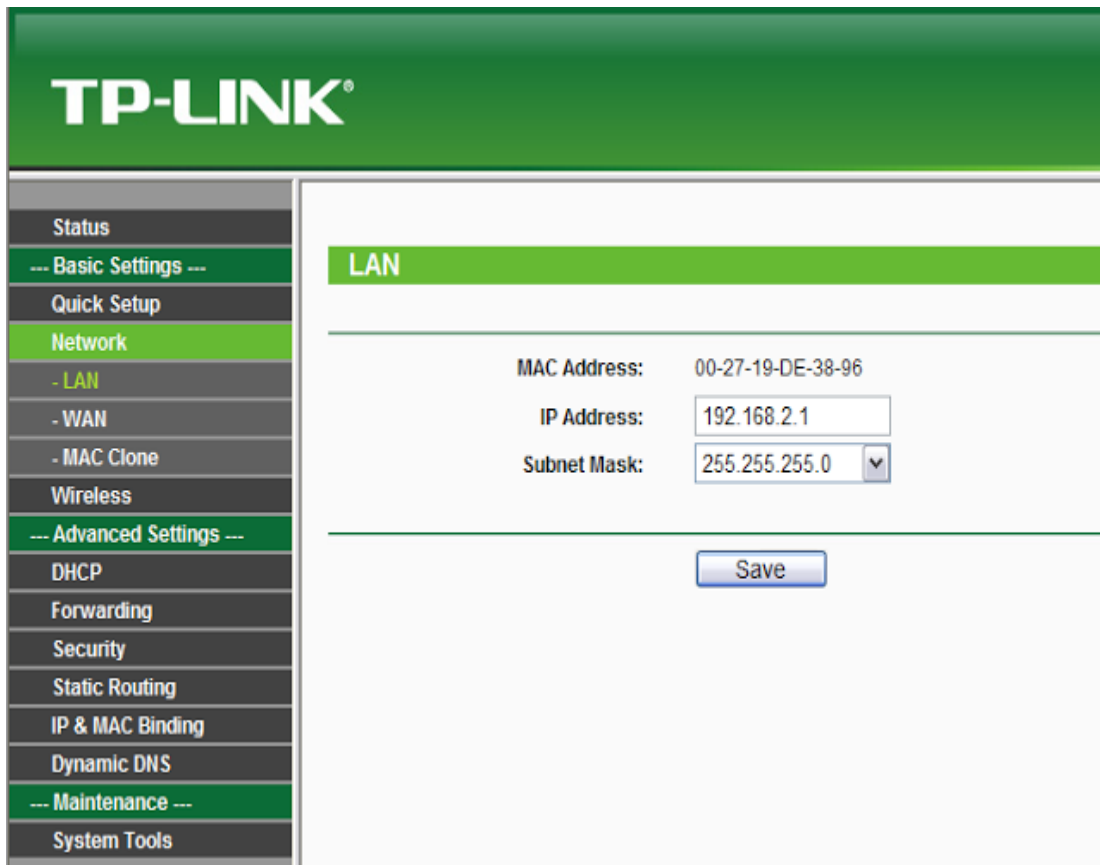 TP-LINK®
Status
--- Basic Settings ---
Quick Setup
Network
- LAN
- WAN
- MAC Clone
Wireless
--- Advanced Settings ---
DHCP
Forwarding
Security
Static Routing
IP & MAC Binding
Dynamic DNS
--- Maintenance ---
System Tools
LAN
MAC Address: 00-27-19-DE-38-96
IP Address: 192.168.2.1
Subnet Mask: 255.255.255.0
Save